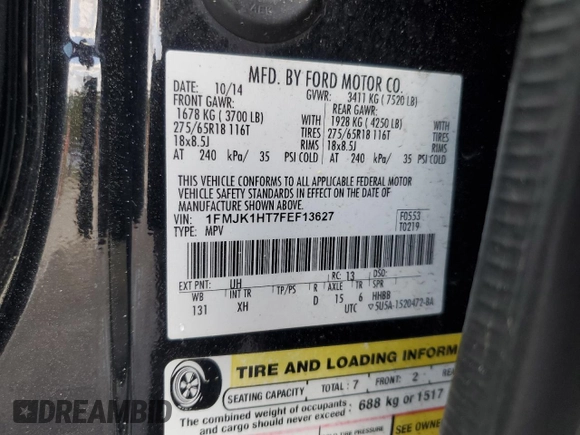 MFD. BY FORD MOTOR CO.
DATE: 10/14 GVWR: 3411 KG ( 7520 LB)
FRONT GAWR: REAR GAWR:
1678 KG ( 3700 LB) WITH 1928 KG ( 4250 LB) WITH
275/65R18 116T TIRES 275/65R18 116T TIRES
18x8.5J RIMS 18x8.5J RIMS
AT 240 kPa/ 35 PSI COLD AT 240 kPa/ 35 PSI COLD
THIS VEHICLE CONFORMS TO ALL APPLICABLE FEDERAL MOTOR
VEHICLE SAFETY STANDARDS IN EFFECT ON THE DATE OF
MANUFACTURE SHOWN ABOVE.
VIN: 1FMJK1HT7FEF13627 F0553
TYPE: MPV T0219
EXT PNT: UH RC: 13 DSO:
WB INT TR TP/PS R AXLE TR SPR
131 XH D 15 6 HHBB
UTC ▽5U5A-1520472-BA
TIRE AND LOADING INFORM
SEATING CAPACITY TOTAL: 7 FRONT: 2 REA
The combined weight of occupants 688 kg or 1517
and cargo should never exceed
SEE OWNE
DREAMBID